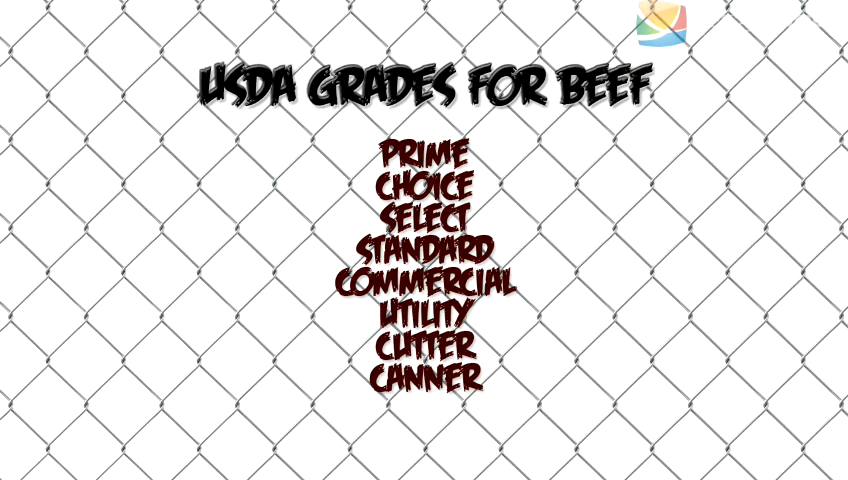 USDA GRADES FOR BEEF
PRIME
CHOICE
SELECT
STANDARD
COMMERCIAL
UTILITY
CUTTER
CANNER